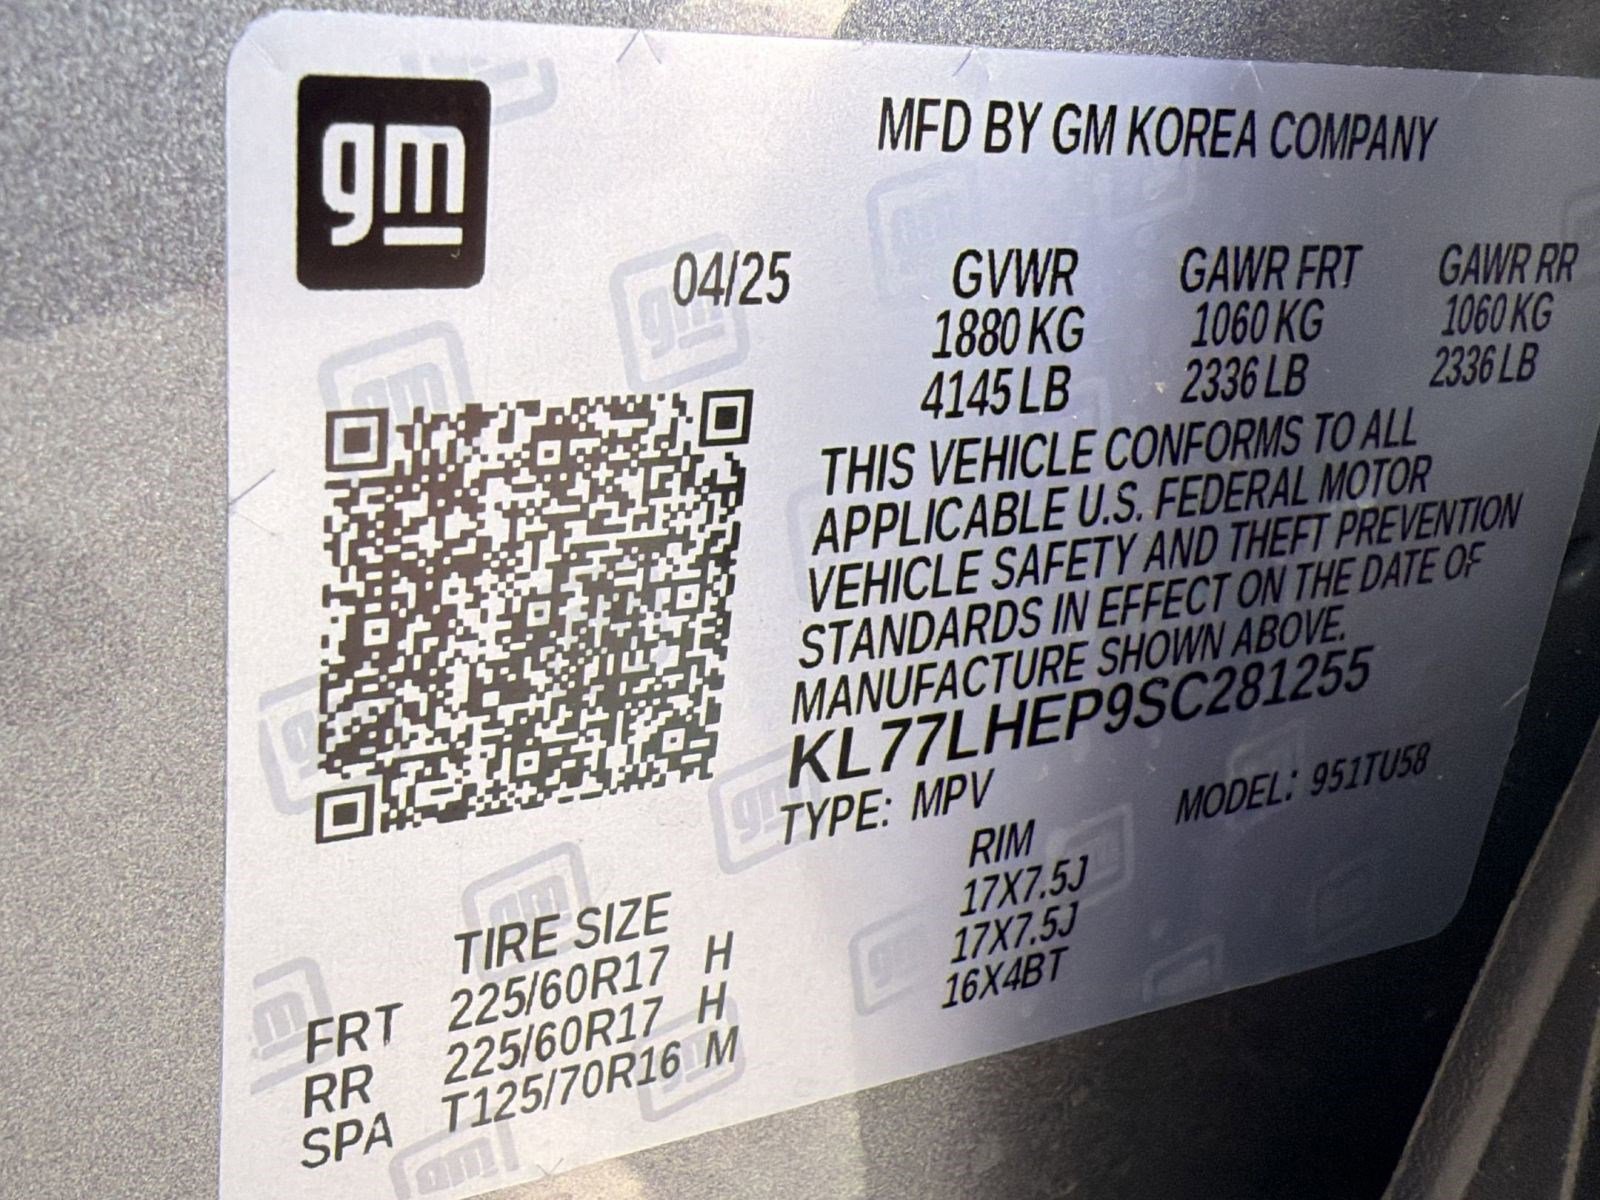 gm
MFD BY GM KOREA COMPANY
04/25 GVWR GAWR FRT GAWR RR
1880 KG 1060 KG 1060 KG
4145 LB 2336 LB 2336 LB
THIS VEHICLE CONFORMS TO ALL
APPLICABLE U.S. FEDERAL MOTOR
VEHICLE SAFETY AND THEFT PREVENTION
STANDARDS IN EFFECT ON THE DATE OF
MANUFACTURE SHOWN ABOVE.
KL77LHEP9SC281255
TYPE: MPV MODEL: 951TU58
TIRE SIZE RIM
FRT 225/60R17 H 17X7.5J
RR 225/60R17 H 17X7.5J
SPA T125/70R16 M 16X4BT